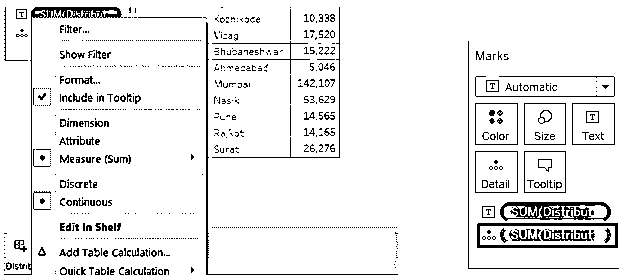 SUM(Distribut
Filter...
Show Filter
Format...
Include in Tooltip
Dimension
Attribute
Measure (Sum)
Discrete
Continuous
Edit in Shelf
Add Table Calculation...
Quick Table Calculation
Distrib
Kozhikode 10,338
Vizag 17,520
Bhubaneshwar 15,222
Ahmedabad 5,046
Mumbai 142,107
Nasik 53,629
Pune 14,565
Rajkot 14,165
Surat 26,276
Marks
T Automatic
Color Size Text
Detail Tooltip
T SUM(Distribut
SUM(Distribut